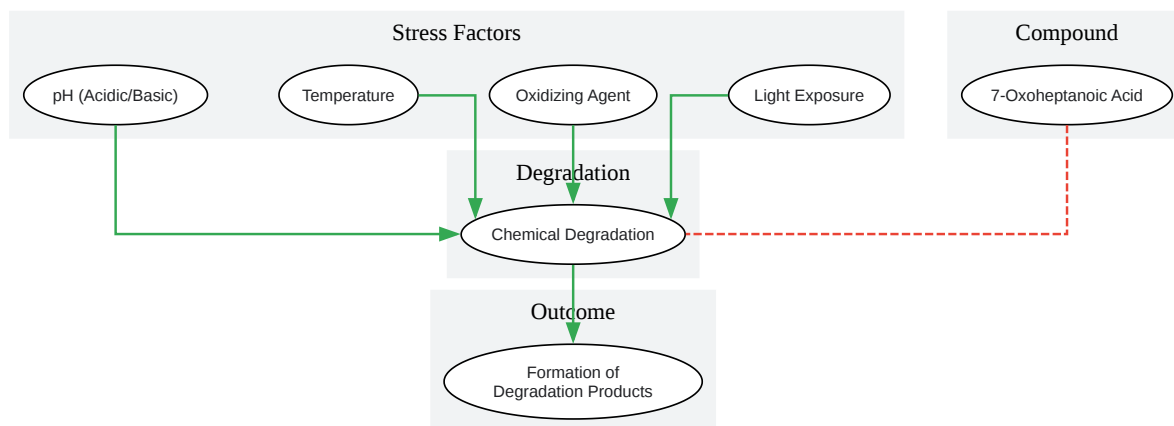 Stress Factors
Compound
pH (Acidic/Basic)
Temperature
Oxidizing Agent
Light Exposure
7-Oxoheptanoic Acid
Degradation
Chemical Degradation
Outcome
Formation of
Degradation Products